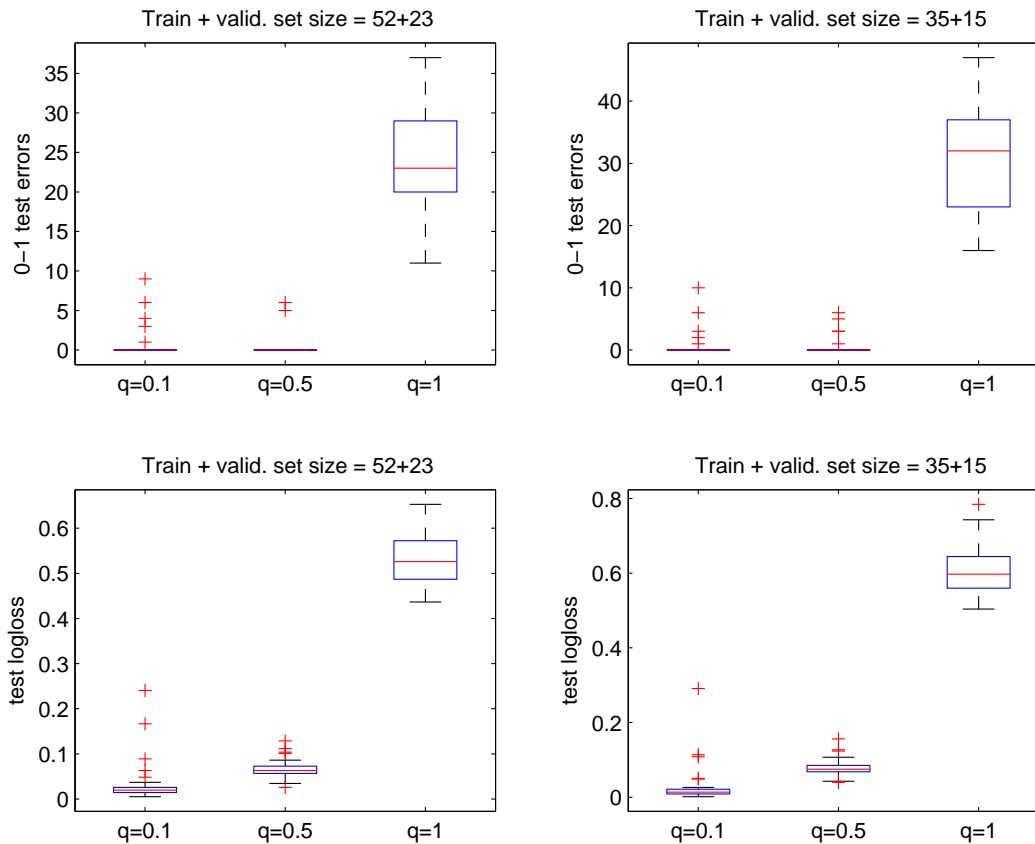 Train + valid. set size = 52+23
35
30
25
20
15
10
5
0
0−1 test errors
q=0.1 q=0.5 q=1
Train + valid. set size = 35+15
40
30
20
10
0
0−1 test errors
q=0.1 q=0.5 q=1
Train + valid. set size = 52+23
0.6
0.5
0.4
0.3
0.2
0.1
0
test logloss
q=0.1 q=0.5 q=1
Train + valid. set size = 35+15
0.8
0.6
0.4
0.2
0
test logloss
q=0.1 q=0.5 q=1